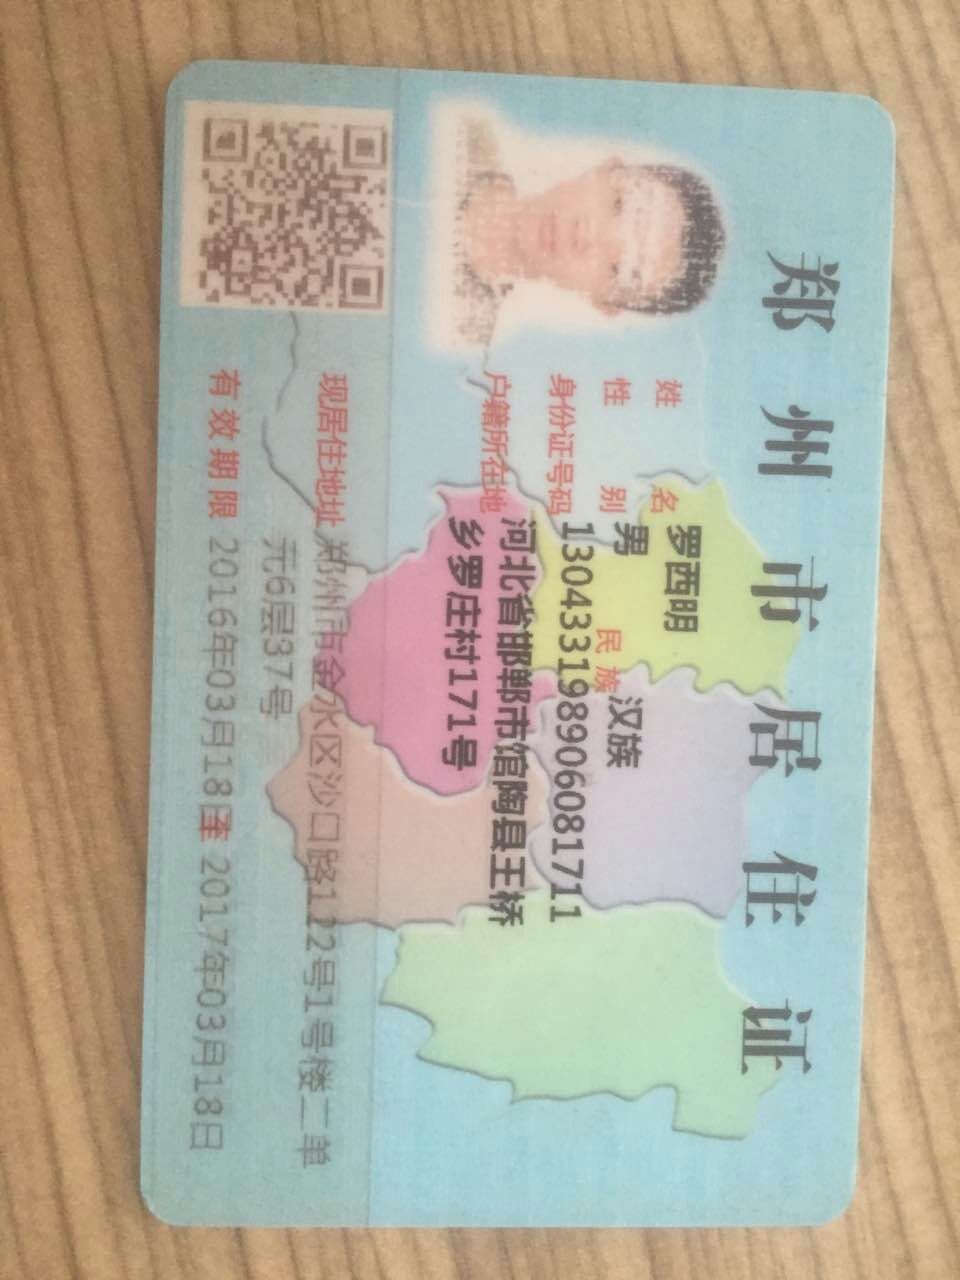 郑州市居住证
姓名 罗西明
性别 男 民族 汉族
身份证号码 130433198906081711
户籍所在地 河北省邯郸市馆陶县王桥
乡罗庄村171号
现居住地址 郑州市金水区沙口路122号1号楼二单
元6层37号
有效期限 2016年03月18至2017年03月18日